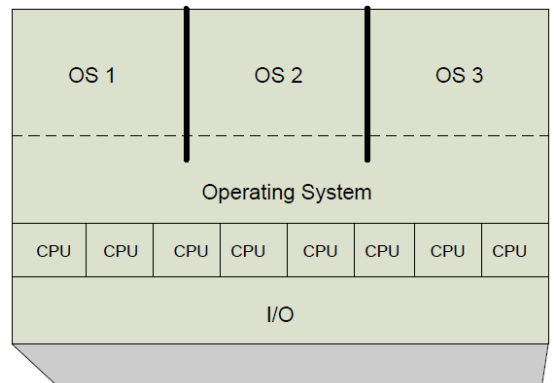 OS 1 OS 2 OS 3
Operating System
CPU CPU CPU CPU CPU CPU CPU CPU
I/O